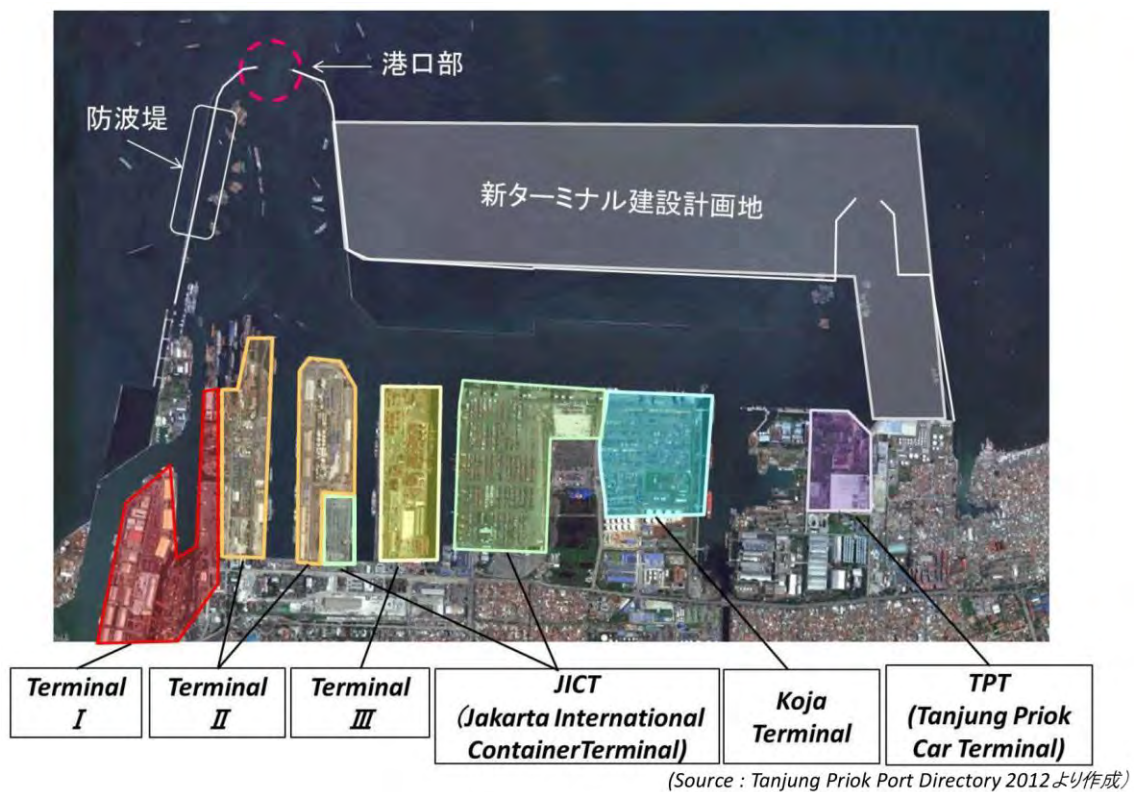 港口部
防波堤
新ターミナル建設計画地
Terminal
I
Terminal
II
Terminal
III
JICT
(Jakarta International
ContainerTerminal)
Koja
Terminal
TPT
(Tanjung Priok
Car Terminal)
(Source : Tanjung Priok Port Directory 2012より作成)